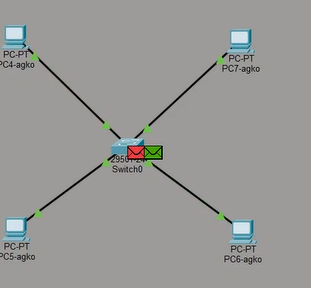 PC-PT
PC4-agko
PC-PT
PC7-agko
Switch0
PC-PT
PC5-agko
PC-PT
PC6-agko